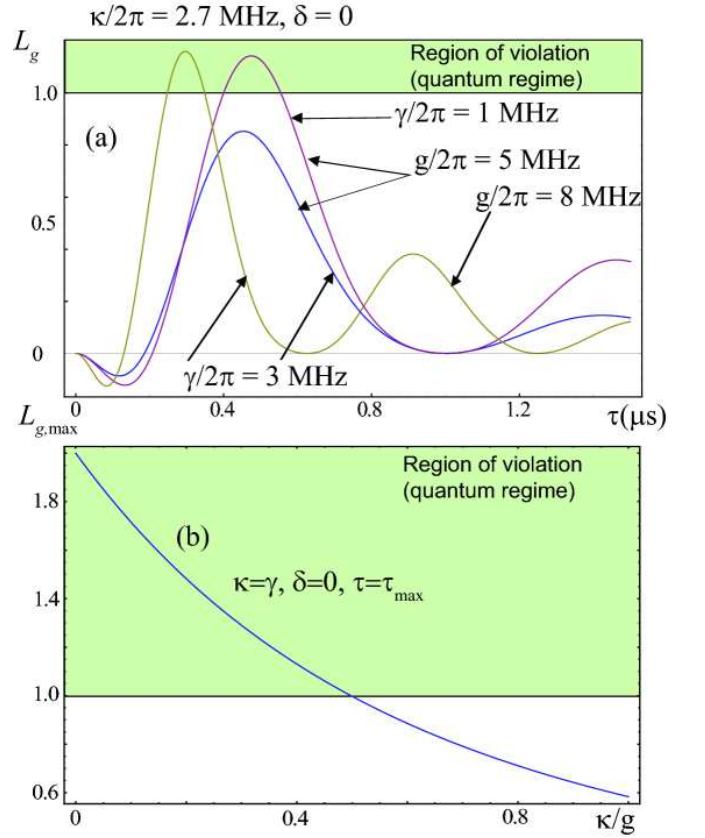 κ/2π = 2.7 MHz, δ = 0
L_g
Region of violation
(quantum regime)
1.0
(a)
γ/2π = 1 MHz
g/2π = 5 MHz
0.5
g/2π = 8 MHz
0
γ/2π = 3 MHz
0 0.4 0.8 1.2 τ(μs)
L_g,max
Region of violation
(quantum regime)
1.8
(b)
κ=γ, δ=0, τ=τ_max
1.4
1.0
0.6
0 0.4 0.8 κ/g